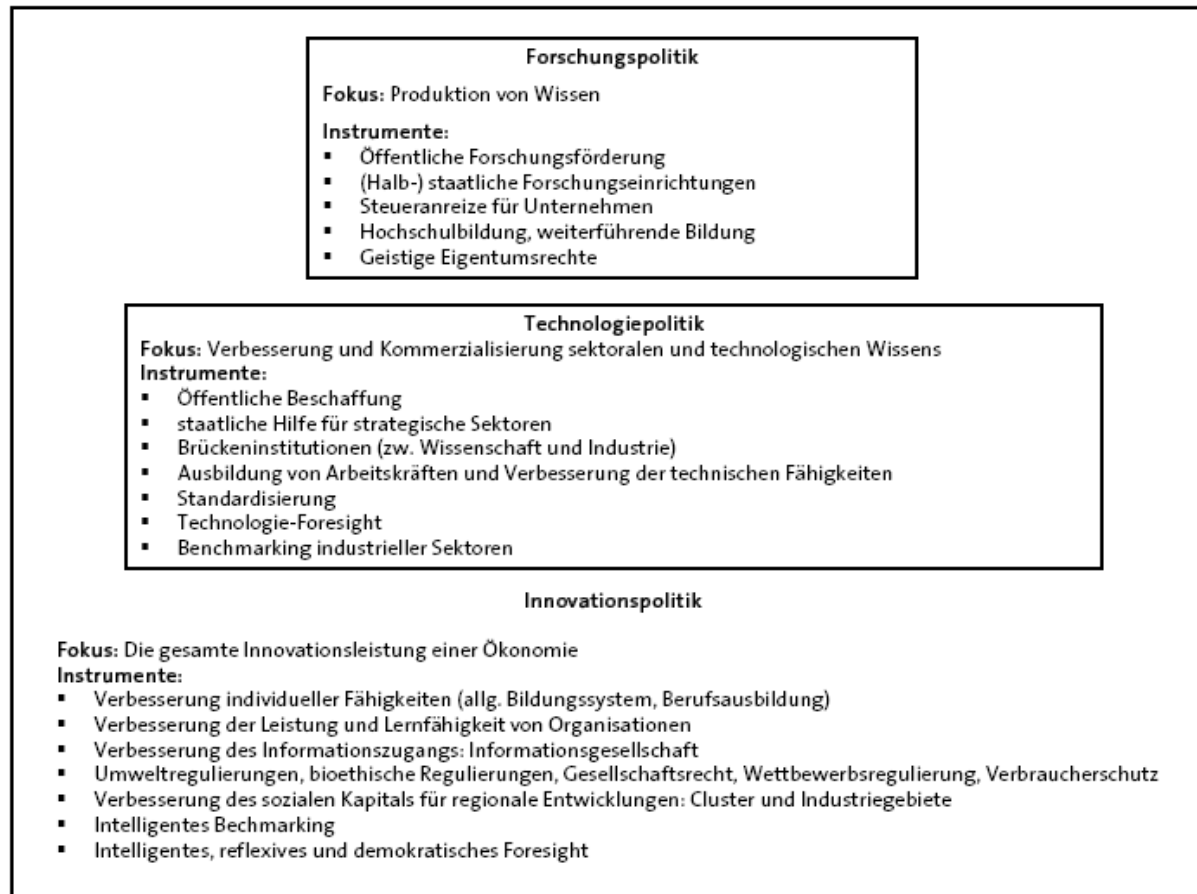 Forschungspolitik
Fokus: Produktion von Wissen
Instrumente:
▪ Öffentliche Forschungsförderung
▪ (Halb-) staatliche Forschungseinrichtungen
▪ Steueranreize für Unternehmen
▪ Hochschulbildung, weiterführende Bildung
▪ Geistige Eigentumsrechte
Technologiepolitik
Fokus: Verbesserung und Kommerzialisierung sektoralen und technologischen Wissens
Instrumente:
▪ Öffentliche Beschaffung
▪ staatliche Hilfe für strategische Sektoren
▪ Brückeninstitutionen (zw. Wissenschaft und Industrie)
▪ Ausbildung von Arbeitskräften und Verbesserung der technischen Fähigkeiten
▪ Standardisierung
▪ Technologie-Foresight
▪ Benchmarking industrieller Sektoren
Innovationspolitik
Fokus: Die gesamte Innovationsleistung einer Ökonomie
Instrumente:
▪ Verbesserung individueller Fähigkeiten (allg. Bildungssystem, Berufsausbildung)
▪ Verbesserung der Leistung und Lernfähigkeit von Organisationen
▪ Verbesserung des Informationszugangs: Informationsgesellschaft
▪ Umweltregulierungen, bioethische Regulierungen, Gesellschaftsrecht, Wettbewerbsregulierung, Verbraucherschutz
▪ Verbesserung des sozialen Kapitals für regionale Entwicklungen: Cluster und Industriegebiete
▪ Intelligentes Bechmarking
▪ Intelligentes, reflexives und demokratisches Foresight